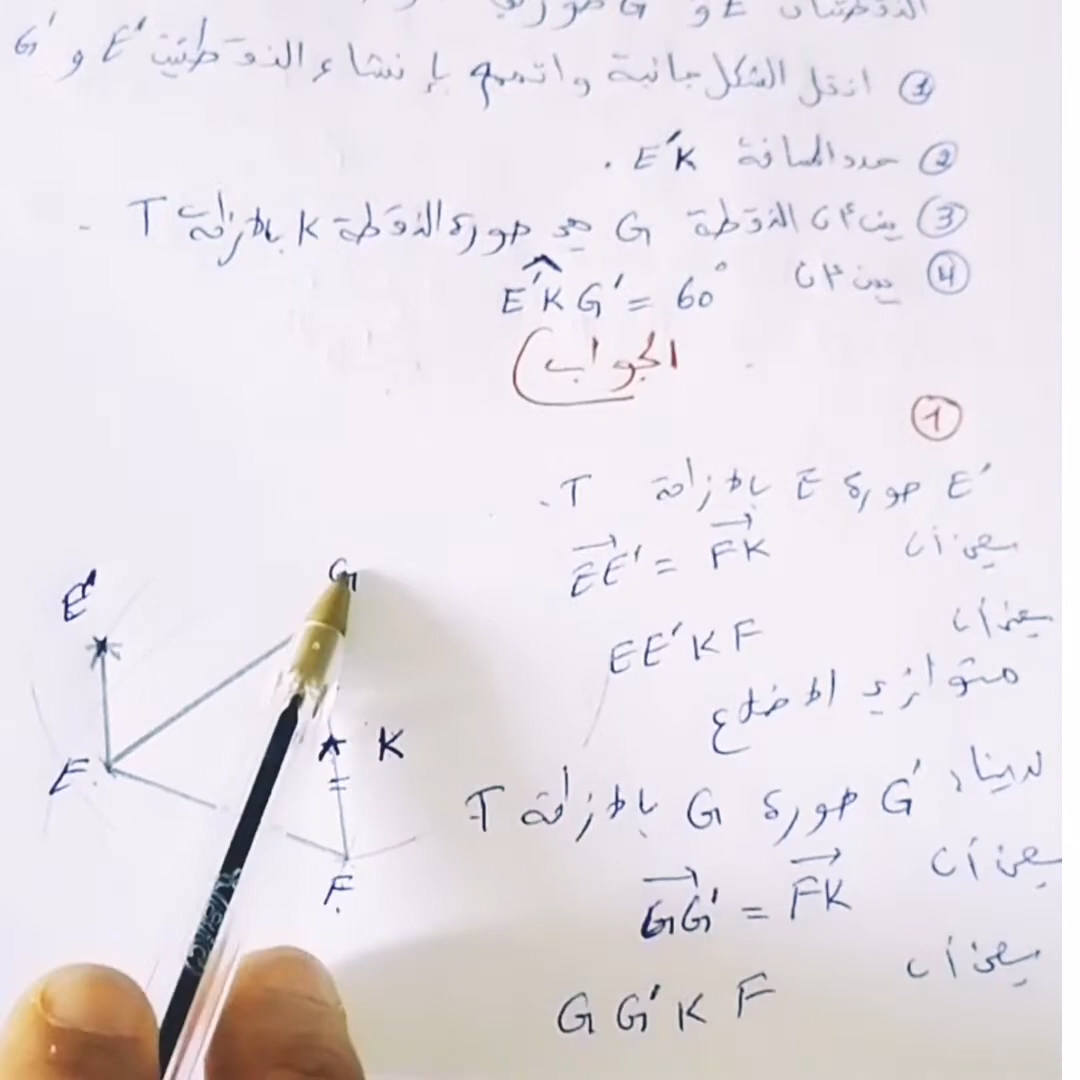 النقطتان E و G صورتي
① انقل الشكل جانبه واتممه بإنشاء النقطتين E' و G'
② حدد المسافة E'K .
③ بين أن النقطة G هي صورة النقطة K بالإزاحة T
④ بين أن
E'KG' = 60°
الجواب
①
E' صورة E بالإزاحة T .
يعني أن EE' = FK
يعني أن EE'KF
متوازي الأضلاع
لدينا G' صورة G بالإزاحة T
يعني أن
GG' = FK
يعني أن
GG'KF
G
E'
K
E
F